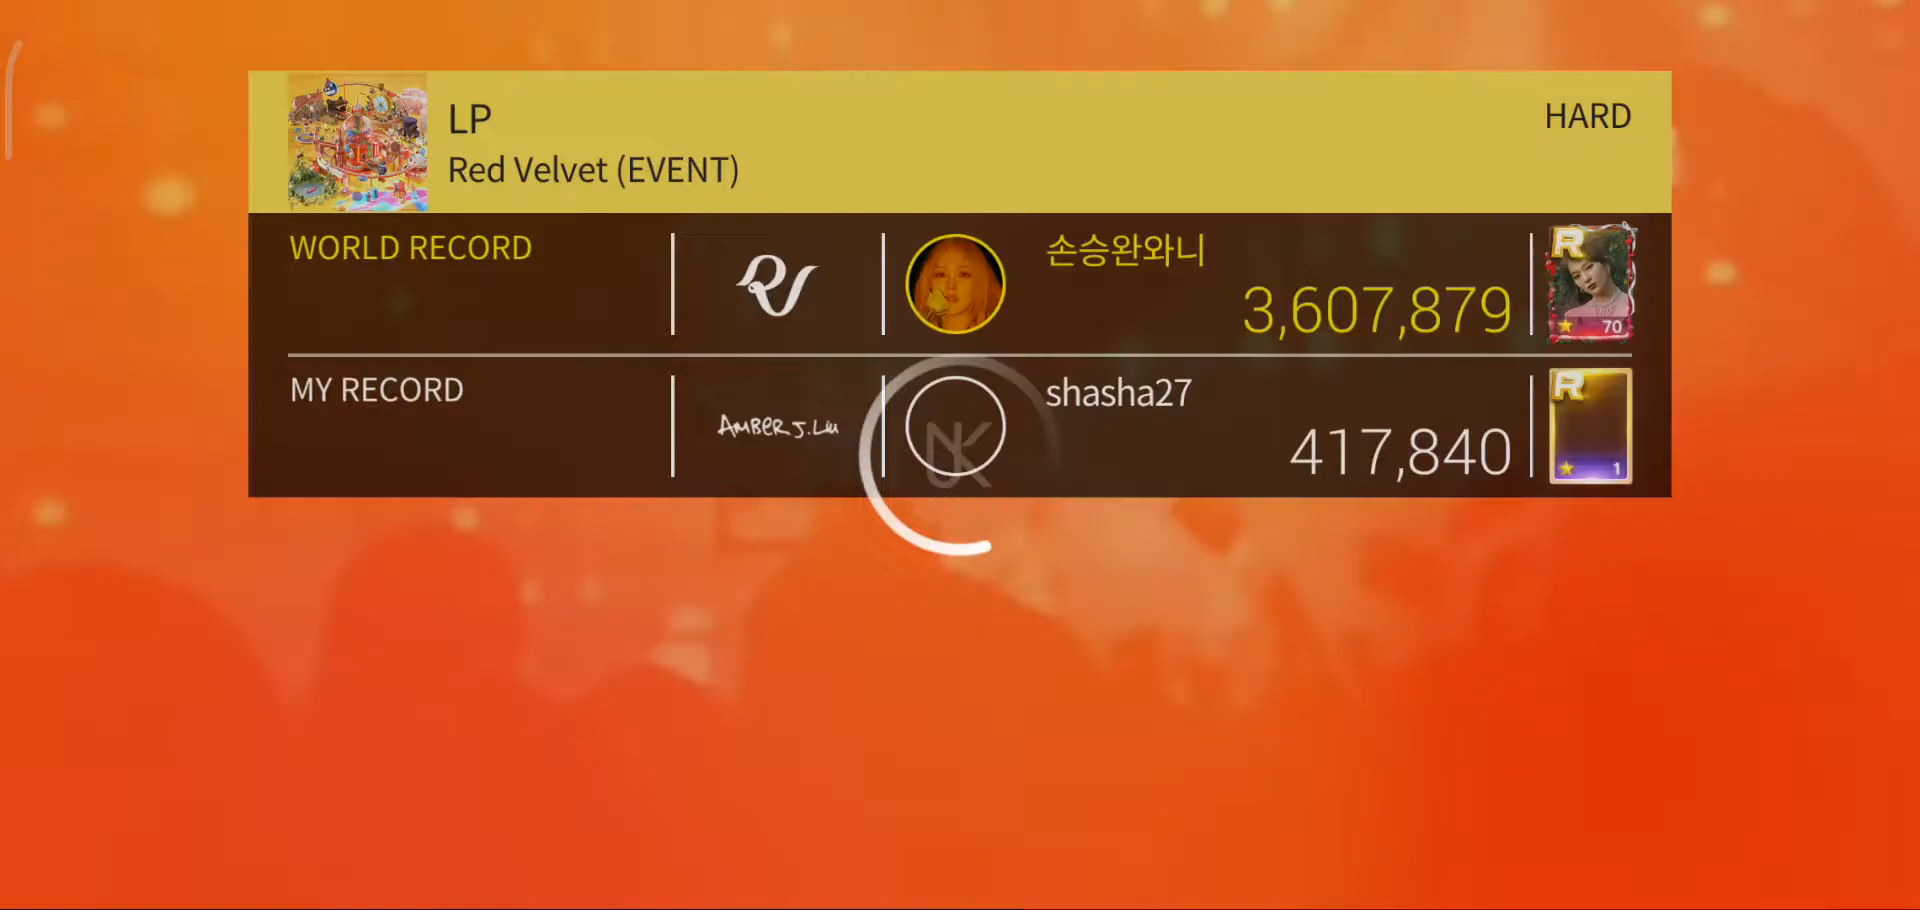 LP
HARD
Red Velvet (EVENT)
WORLD RECORD
손승완와니
3,607,879
R
70
MY RECORD
AMBER J. Liu
shasha27
417,840
R
1